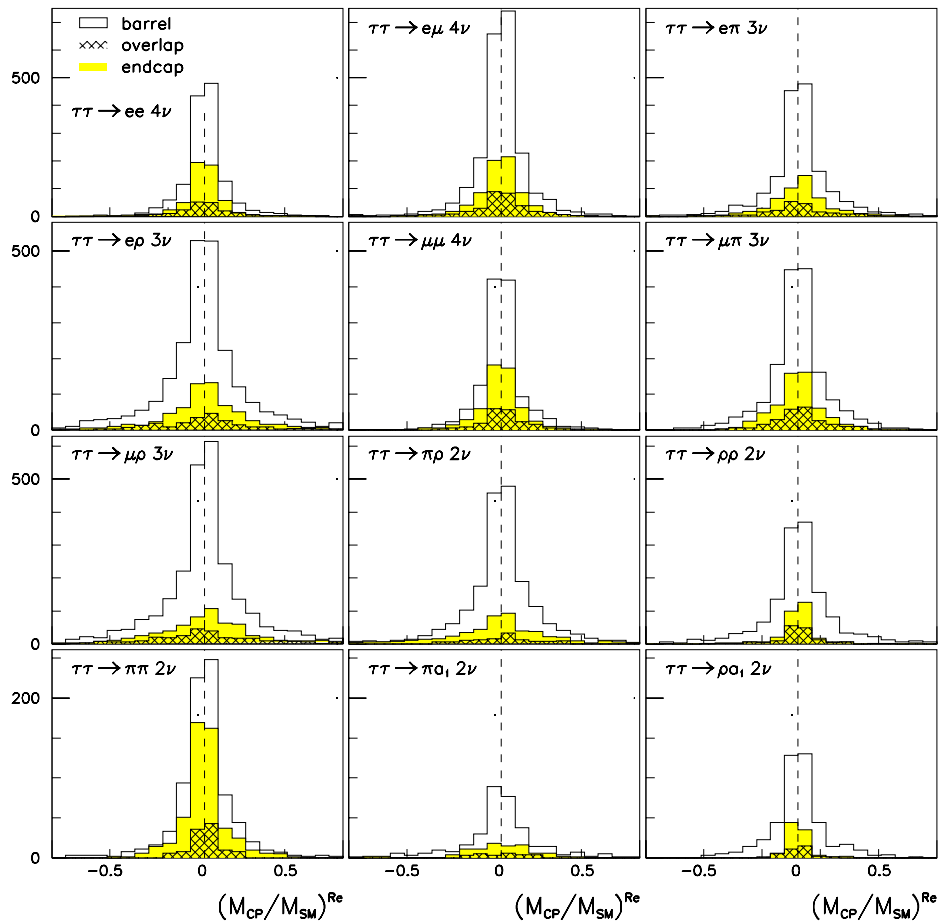 barrel
overlap
endcap
ττ→ee 4ν
ττ→eμ 4ν
ττ→eπ 3ν
500
0
ττ→eρ 3ν
ττ→μμ 4ν
ττ→μπ 3ν
500
0
ττ→μρ 3ν
ττ→πρ 2ν
ττ→ρρ 2ν
500
0
ττ→ππ 2ν
ττ→πa₁ 2ν
ττ→ρa₁ 2ν
200
0
−0.5 0 0.5 −0.5 0 0.5 −0.5 0 0.5
(M_CP/M_SM)^Re (M_CP/M_SM)^Re (M_CP/M_SM)^Re